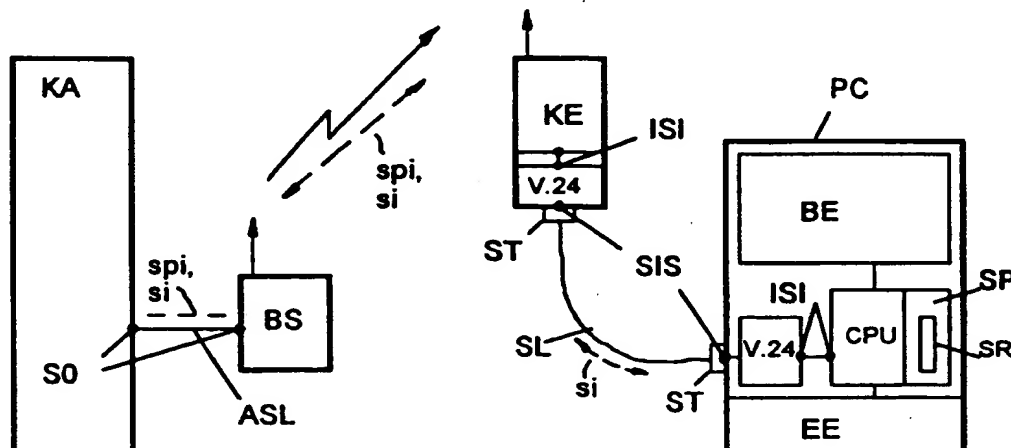 KA
spi,
si
S0
ASL
BS
spi,
si
KE
ISI
V.24
ST
SIS
SL
si
ST
PC
BE
ISI
V.24
CPU
SP
SR
EE